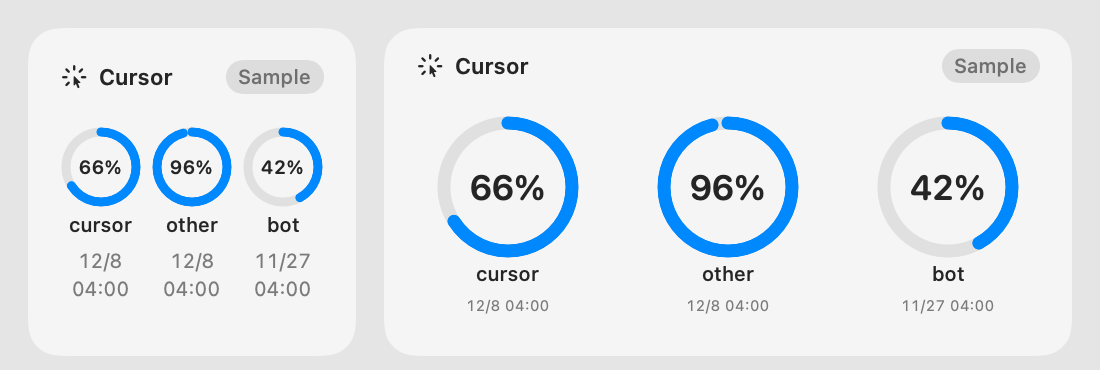 Cursor
Sample
66%
96%
42%
cursor
other
bot
12/8
04:00
12/8
04:00
11/27
04:00
Cursor
Sample
66%
96%
42%
cursor
other
bot
12/8 04:00
12/8 04:00
11/27 04:00